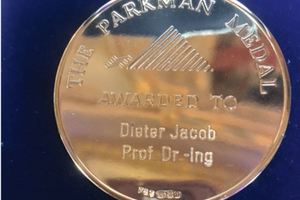 THE PARKMAN MEDAL
AWARDED TO
Dieter Jacob
Prof Dr.-Ing